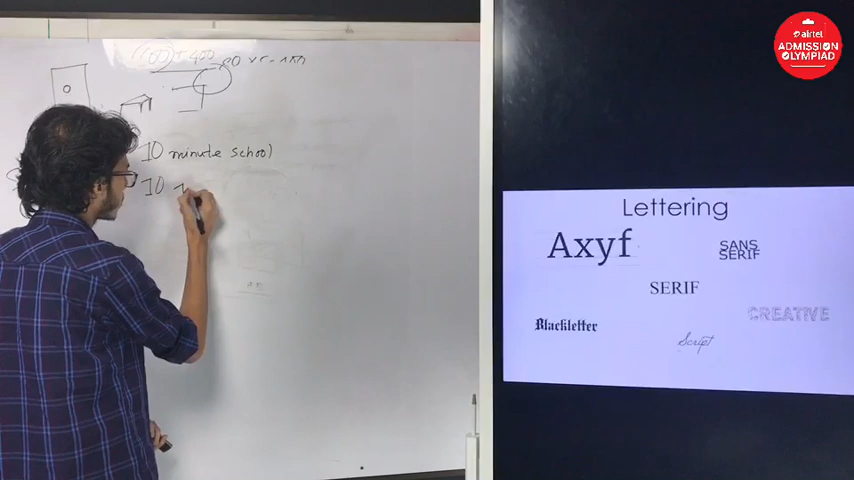 10 minute school
10
airtel
ADMISSION
OLYMPIAD
Lettering
Axyf
SANS
SERIF
SERIF
CREATIVE
Blackletter
Script